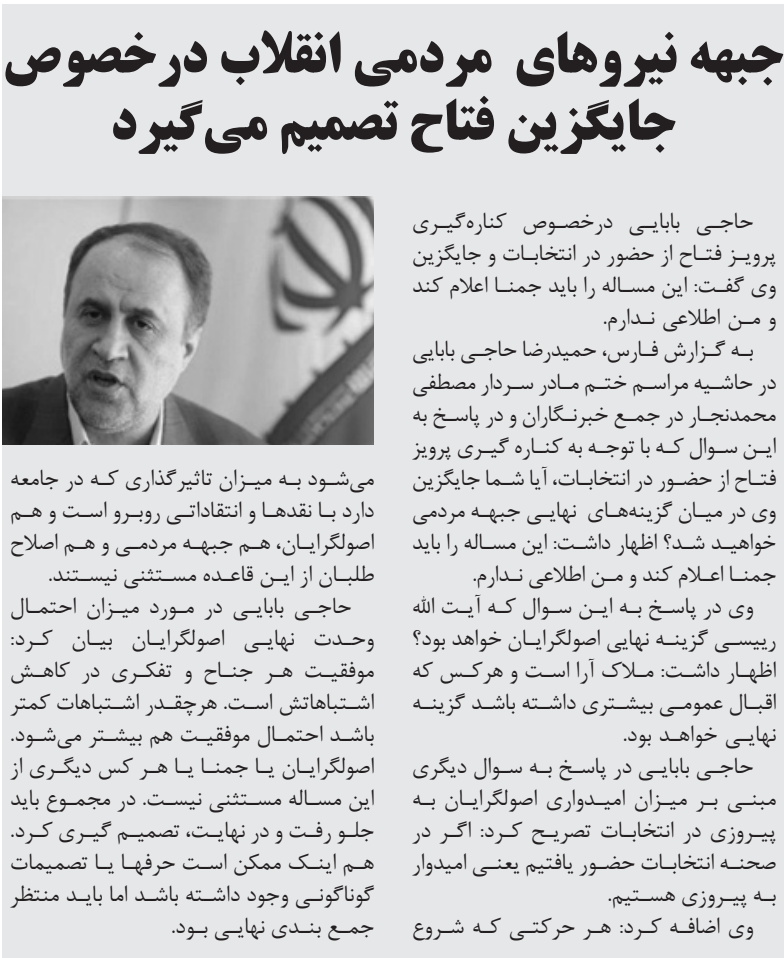 جبهه نیروهای مردمی انقلاب درخصوص
جایگزین فتاح تصمیم می‌گیرد
حاجی بابایی درخصوص کناره‌گیری
پرویز فتاح از حضور در انتخابات و جایگزین
وی گفت: این مساله را باید جمنا اعلام کند
و من اطلاعی ندارم.
به گزارش فارس، حمیدرضا حاجی بابایی
در حاشیه مراسم ختم مادر سردار مصطفی
محمدنجار در جمع خبرنگاران و در پاسخ به
این سوال که با توجه به کناره گیری پرویز
فتاح از حضور در انتخابات، آیا شما جایگزین
وی در میان گزینه‌های نهایی جبهه مردمی
خواهید شد؟ اظهار داشت: این مساله را باید
جمنا اعلام کند و من اطلاعی ندارم.
وی در پاسخ به این سوال که آیت الله
رییسی گزینه نهایی اصولگرایان خواهد بود؟
اظهار داشت: ملاک آرا است و هرکس که
اقبال عمومی بیشتری داشته باشد گزینه
نهایی خواهد بود.
حاجی بابایی در پاسخ به سوال دیگری
مبنی بر میزان امیدواری اصولگرایان به
پیروزی در انتخابات تصریح کرد: اگر در
صحنه انتخابات حضور یافتیم یعنی امیدوار
به پیروزی هستیم.
وی اضافه کرد: هر حرکتی که شروع
می‌شود به میزان تاثیرگذاری که در جامعه
دارد با نقدها و انتقاداتی روبرو است و هم
اصولگرایان، هم جبهه مردمی و هم اصلاح
طلبان از این قاعده مستثنی نیستند.
حاجی بابایی در مورد میزان احتمال
وحدت نهایی اصولگرایان بیان کرد:
موفقیت هر جناح و تفکری در کاهش
اشتباهاتش است. هرچقدر اشتباهات کمتر
باشد احتمال موفقیت هم بیشتر می‌شود.
اصولگرایان یا جمنا یا هر کس دیگری از
این مساله مستثنی نیست. در مجموع باید
جلو رفت و در نهایت، تصمیم گیری کرد.
هم اینک ممکن است حرفها یا تصمیمات
گوناگونی وجود داشته باشد اما باید منتظر
جمع بندی نهایی بود.